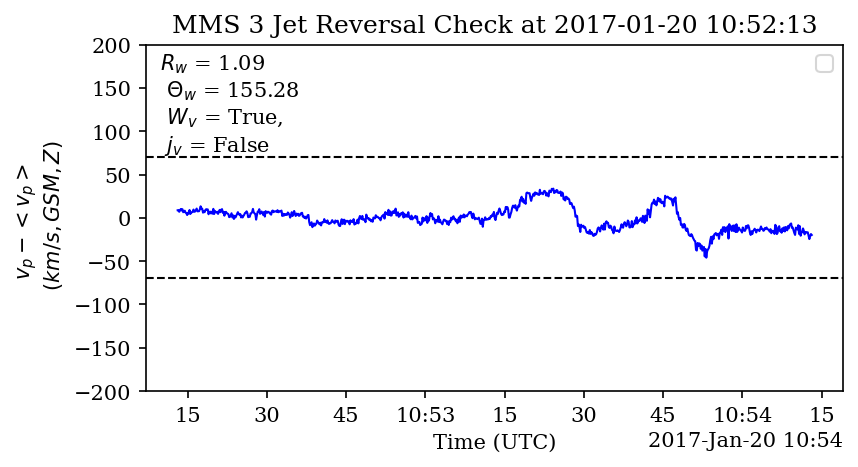 MMS 3 Jet Reversal Check at 2017-01-20 10:52:13
R_w = 1.09
Θ_w = 155.28
W_v = True,
j_v = False
v_p − < v_p >
(km/s, GSM, Z)
200
150
100
50
0
−50
−100
−150
−200
15 30 45 10:53 15 30 45 10:54 15
Time (UTC)
2017-Jan-20 10:54